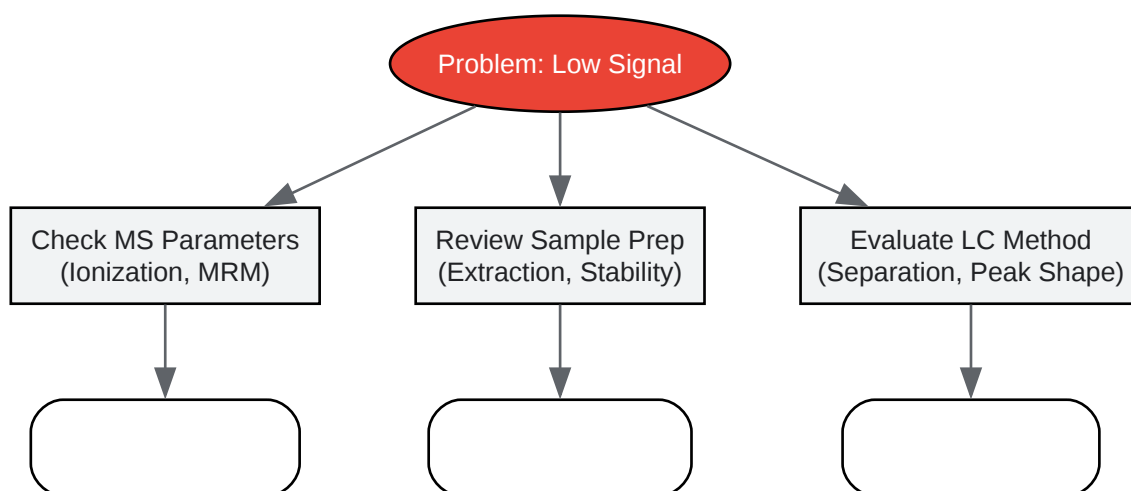 Problem: Low Signal
Check MS Parameters
(Ionization, MRM)
Review Sample Prep
(Extraction, Stability)
Evaluate LC Method
(Separation, Peak Shape)